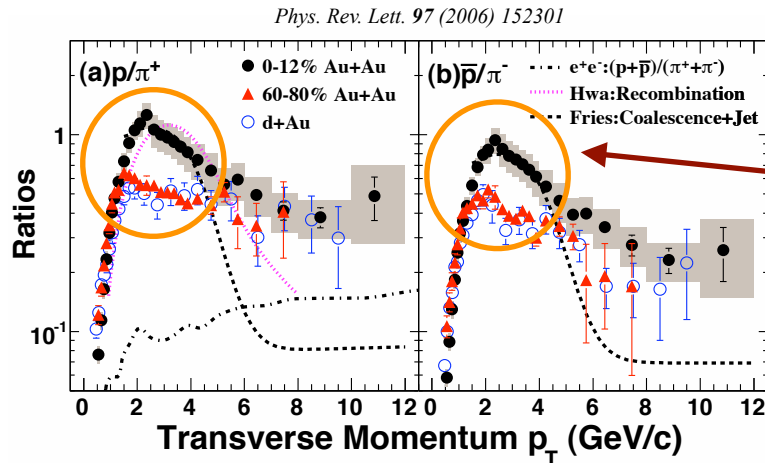 Phys. Rev. Lett. 97 (2006) 152301
(a)p/π⁺
0-12% Au+Au
60-80% Au+Au
d+Au
(b)p̅/π⁻
e⁺e⁻:(p+p̅)/(π⁺+π⁻)
Hwa:Recombination
Fries:Coalescence+Jet
Ratios
1
10⁻¹
0 2 4 6 8 10 12 0 2 4 6 8 10 12
Transverse Momentum p_T (GeV/c)